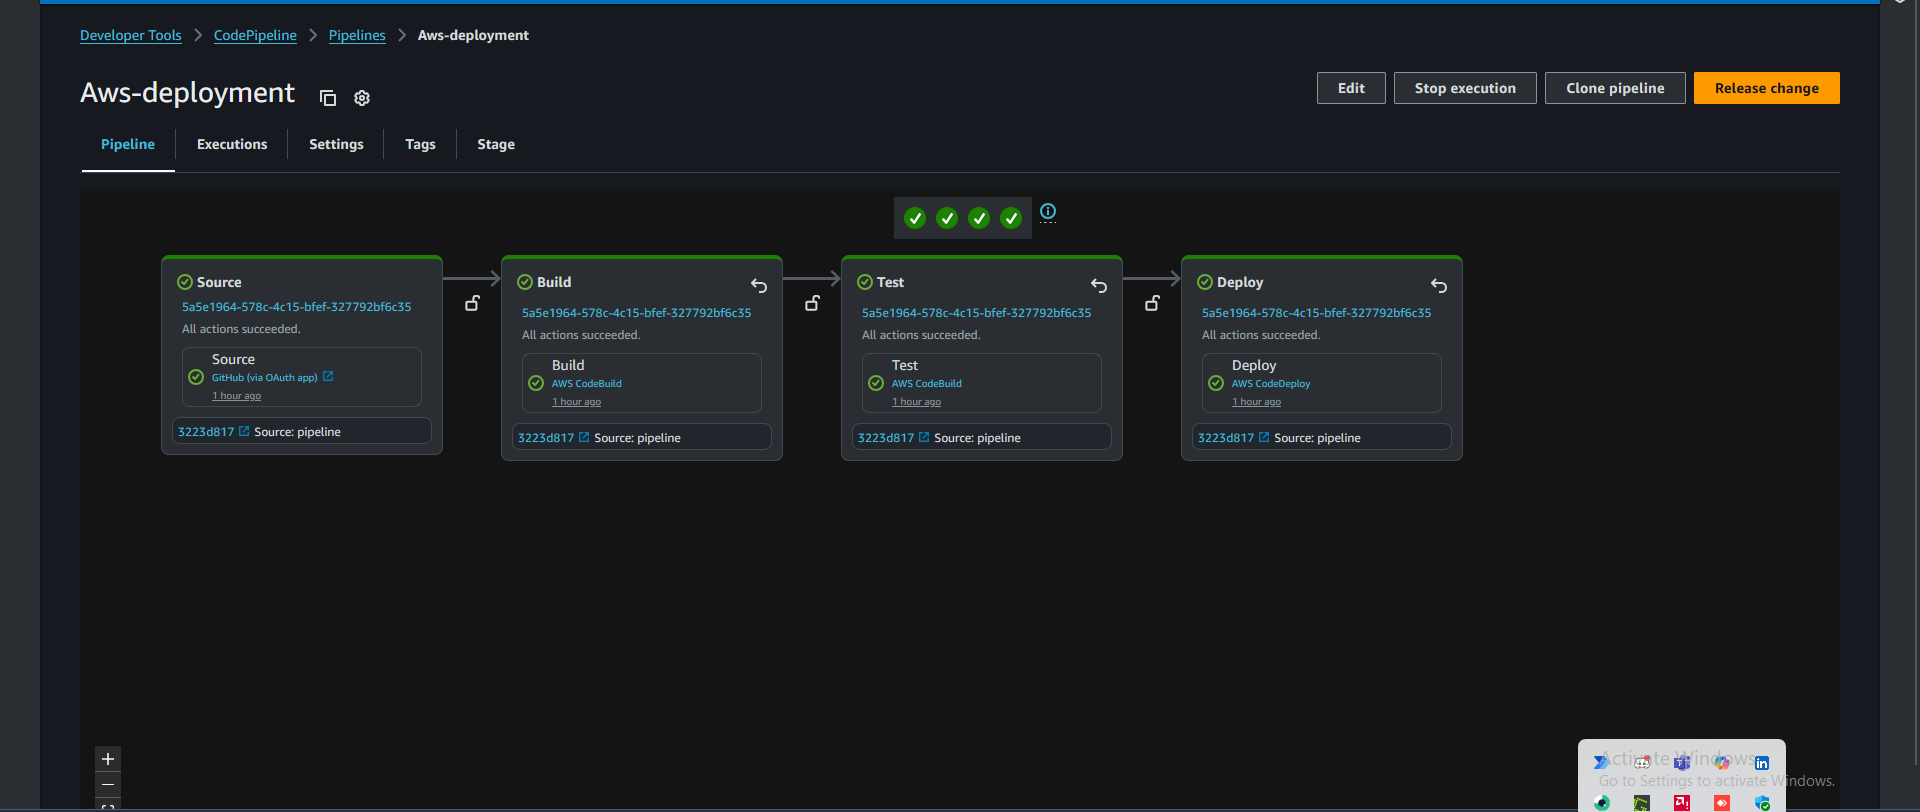 Developer Tools > CodePipeline > Pipelines > Aws-deployment
Aws-deployment
Edit
Stop execution
Clone pipeline
Release change
Pipeline
Executions
Settings
Tags
Stage
Source
5a5e1964-578c-4c15-bfef-327792bf6c35
All actions succeeded.
Source
GitHub (via OAuth app)
1 hour ago
3223d817 Source: pipeline
Build
5a5e1964-578c-4c15-bfef-327792bf6c35
All actions succeeded.
Build
AWS CodeBuild
1 hour ago
3223d817 Source: pipeline
Test
5a5e1964-578c-4c15-bfef-327792bf6c35
All actions succeeded.
Test
AWS CodeBuild
1 hour ago
3223d817 Source: pipeline
Deploy
5a5e1964-578c-4c15-bfef-327792bf6c35
All actions succeeded.
Deploy
AWS CodeDeploy
1 hour ago
3223d817 Source: pipeline
Activate Windows
Go to Settings to activate Windows.